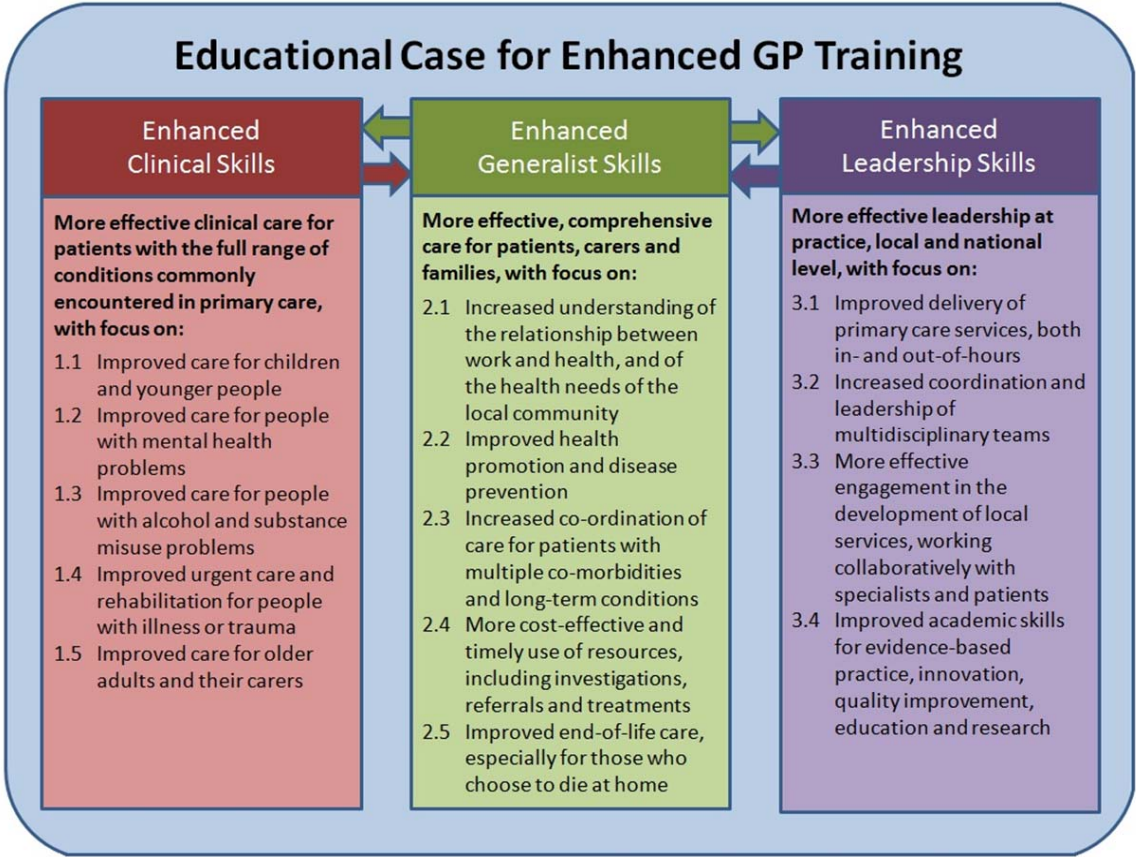 Educational Case for Enhanced GP Training
Enhanced
Clinical Skills
More effective clinical care for
patients with the full range of
conditions commonly
encountered in primary care,
with focus on:
1.1 Improved care for children
and younger people
1.2 Improved care for people
with mental health
problems
1.3 Improved care for people
with alcohol and substance
misuse problems
1.4 Improved urgent care and
rehabilitation for people
with illness or trauma
1.5 Improved care for older
adults and their carers
Enhanced
Generalist Skills
More effective, comprehensive
care for patients, carers and
families, with focus on:
2.1 Increased understanding of
the relationship between
work and health, and of
the health needs of the
local community
2.2 Improved health
promotion and disease
prevention
2.3 Increased co-ordination of
care for patients with
multiple co-morbidities
and long-term conditions
2.4 More cost-effective and
timely use of resources,
including investigations,
referrals and treatments
2.5 Improved end-of-life care,
especially for those who
choose to die at home
Enhanced
Leadership Skills
More effective leadership at
practice, local and national
level, with focus on:
3.1 Improved delivery of
primary care services, both
in- and out-of-hours
3.2 Increased coordination and
leadership of
multidisciplinary teams
3.3 More effective
engagement in the
development of local
services, working
collaboratively with
specialists and patients
3.4 Improved academic skills
for evidence-based
practice, innovation,
quality improvement,
education and research